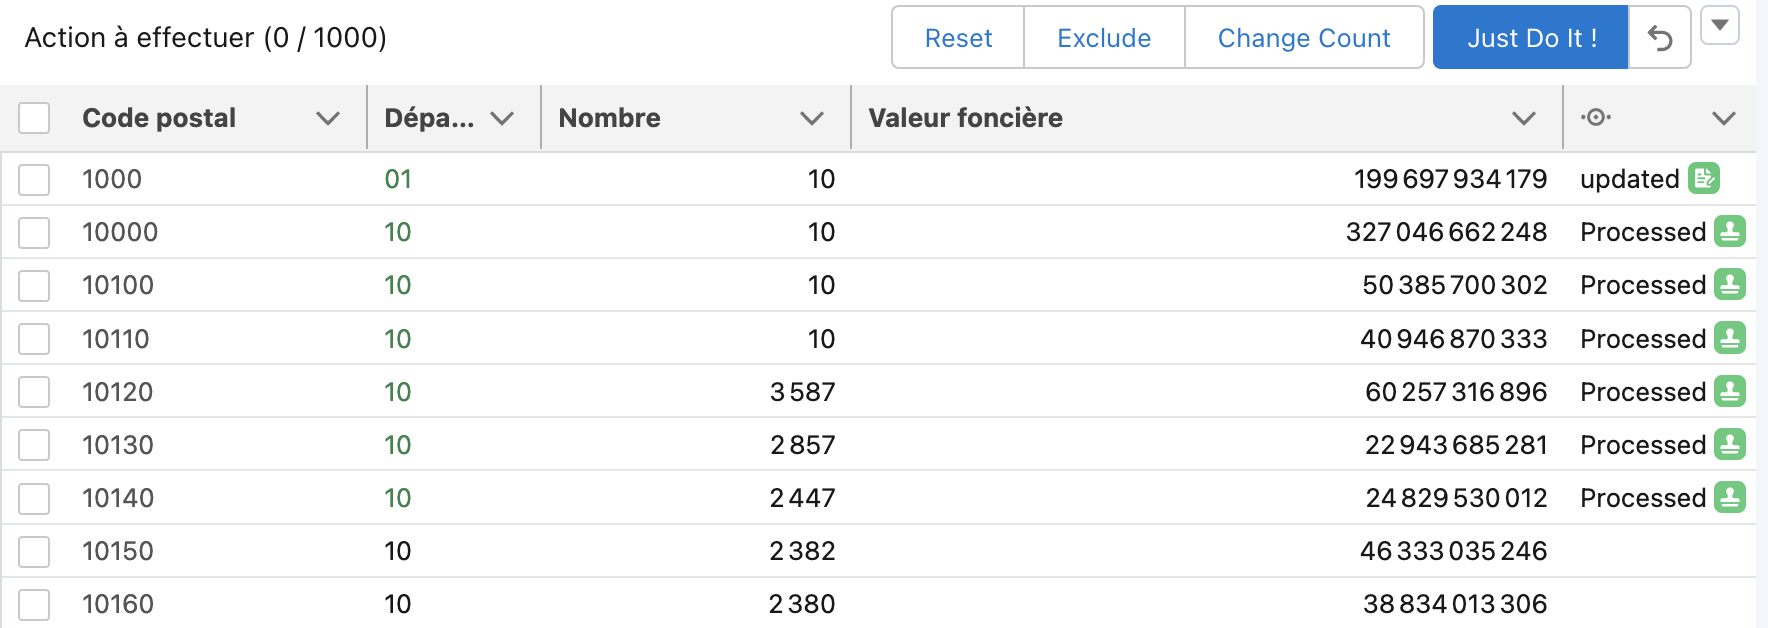 Action à effectuer (0 / 1000) Reset Exclude Change Count Just Do It !
Code postal Dépa... Nombre Valeur foncière
1000 01 10 199 697 934 179 updated
10000 10 10 327 046 662 248 Processed
10100 10 10 50 385 700 302 Processed
10110 10 10 40 946 870 333 Processed
10120 10 3 587 60 257 316 896 Processed
10130 10 2 857 22 943 685 281 Processed
10140 10 2 447 24 829 530 012 Processed
10150 10 2 382 46 333 035 246
10160 10 2 380 38 834 013 306